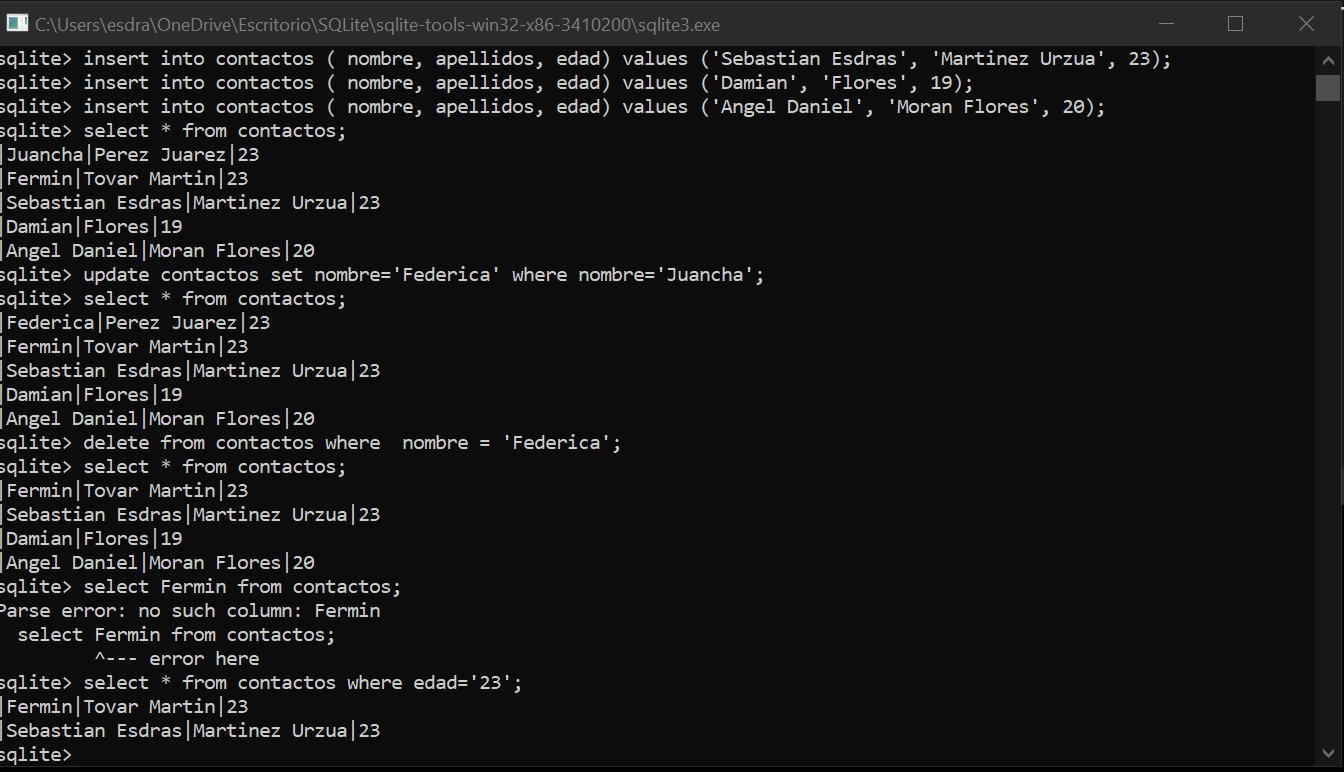 C:\Users\esdra\OneDrive\Escritorio\SQLite\sqlite-tools-win32-x86-3410200\sqlite3.exe
sqlite> insert into contactos ( nombre, apellidos, edad) values ('Sebastian Esdras', 'Martinez Urzua', 23);
sqlite> insert into contactos ( nombre, apellidos, edad) values ('Damian', 'Flores', 19);
sqlite> insert into contactos ( nombre, apellidos, edad) values ('Angel Daniel', 'Moran Flores', 20);
sqlite> select * from contactos;
|Juancha|Perez Juarez|23
|Fermin|Tovar Martin|23
|Sebastian Esdras|Martinez Urzua|23
|Damian|Flores|19
|Angel Daniel|Moran Flores|20
sqlite> update contactos set nombre='Federica' where nombre='Juancha';
sqlite> select * from contactos;
|Federica|Perez Juarez|23
|Fermin|Tovar Martin|23
|Sebastian Esdras|Martinez Urzua|23
|Damian|Flores|19
|Angel Daniel|Moran Flores|20
sqlite> delete from contactos where  nombre = 'Federica';
sqlite> select * from contactos;
|Fermin|Tovar Martin|23
|Sebastian Esdras|Martinez Urzua|23
|Damian|Flores|19
|Angel Daniel|Moran Flores|20
sqlite> select Fermin from contactos;
Parse error: no such column: Fermin
  select Fermin from contactos;
         ^--- error here
sqlite> select * from contactos where edad='23';
|Fermin|Tovar Martin|23
|Sebastian Esdras|Martinez Urzua|23
sqlite>